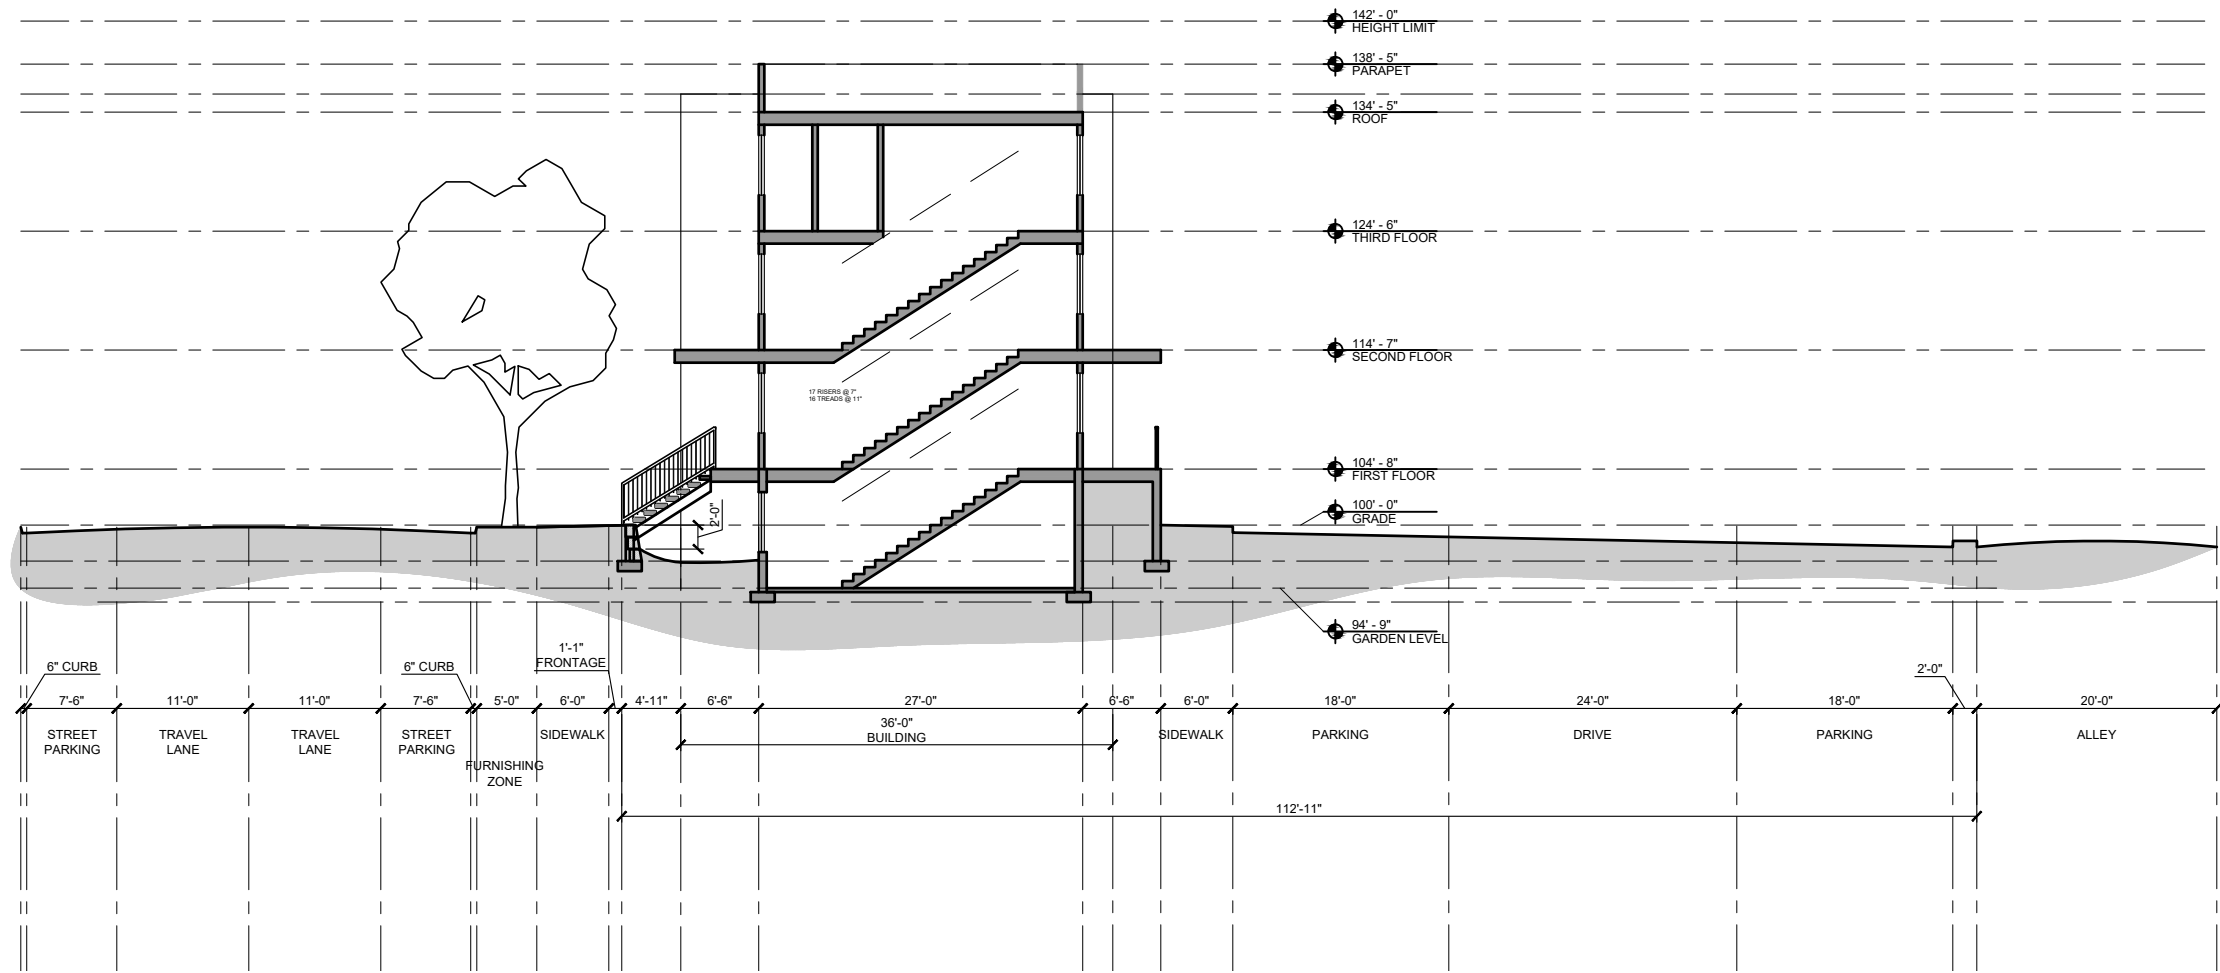 142' - 0"
HEIGHT LIMIT
138' - 5"
PARAPET
134' - 5"
ROOF
124' - 6"
THIRD FLOOR
114' - 7"
SECOND FLOOR
17 RISERS @ 7"
16 TREADS @ 11"
104' - 8"
FIRST FLOOR
100' - 0"
GRADE
2'-0"
94' - 9"
GARDEN LEVEL
6" CURB
6" CURB
1'-1"
FRONTAGE
2'-0"
7'-6"
11'-0"
11'-0"
7'-6"
5'-0"
6'-0"
4'-11"
6'-6"
27'-0"
6'-6"
6'-0"
18'-0"
24'-0"
18'-0"
20'-0"
36'-0"
BUILDING
STREET
PARKING
TRAVEL
LANE
TRAVEL
LANE
STREET
PARKING
FURNISHING
ZONE
SIDEWALK
SIDEWALK
PARKING
DRIVE
PARKING
ALLEY
112'-11"